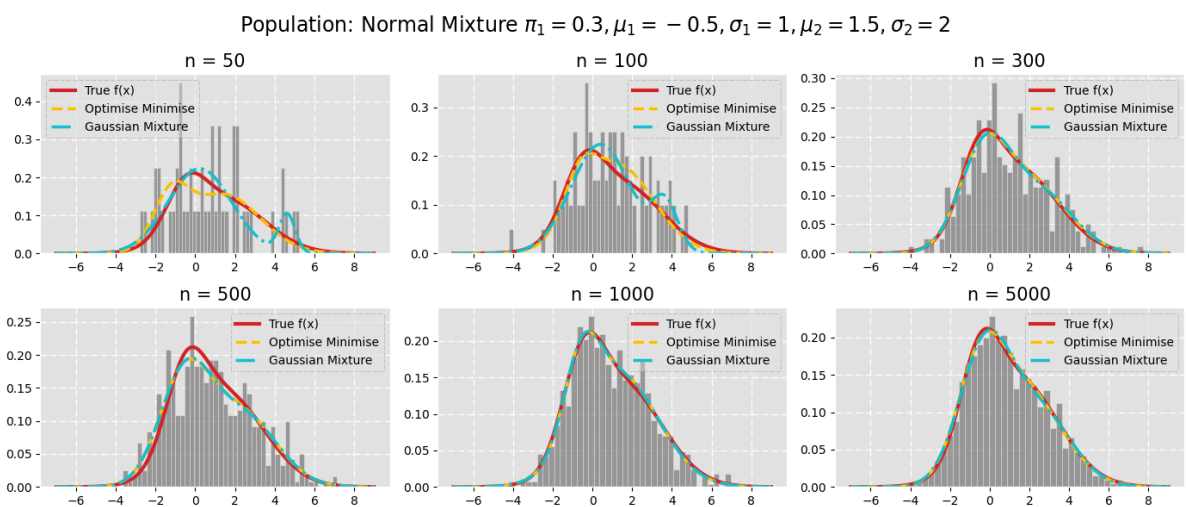 Population: Normal Mixture π₁ = 0.3, μ₁ = − 0.5, σ₁ = 1, μ₂ = 1.5, σ₂ = 2
n = 50
True f(x)
Optimise Minimise
Gaussian Mixture
0.4
0.3
0.2
0.1
0.0
−6 −4 −2 0 2 4 6 8
n = 100
True f(x)
Optimise Minimise
Gaussian Mixture
0.3
0.2
0.1
0.0
−6 −4 −2 0 2 4 6 8
n = 300
True f(x)
Optimise Minimise
Gaussian Mixture
0.30
0.25
0.20
0.15
0.10
0.05
0.00
−6 −4 −2 0 2 4 6 8
n = 500
True f(x)
Optimise Minimise
Gaussian Mixture
0.25
0.20
0.15
0.10
0.05
0.00
−6 −4 −2 0 2 4 6 8
n = 1000
True f(x)
Optimise Minimise
Gaussian Mixture
0.20
0.15
0.10
0.05
0.00
−6 −4 −2 0 2 4 6 8
n = 5000
True f(x)
Optimise Minimise
Gaussian Mixture
0.20
0.15
0.10
0.05
0.00
−6 −4 −2 0 2 4 6 8